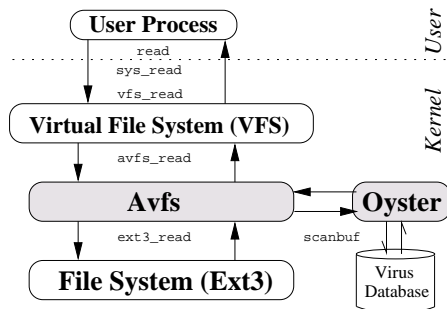 User Process
User
read
sys_read
vfs_read
Kernel
Virtual File System (VFS)
avfs_read
Avfs
Oyster
ext3_read
scanbuf
File System (Ext3)
Virus
Database